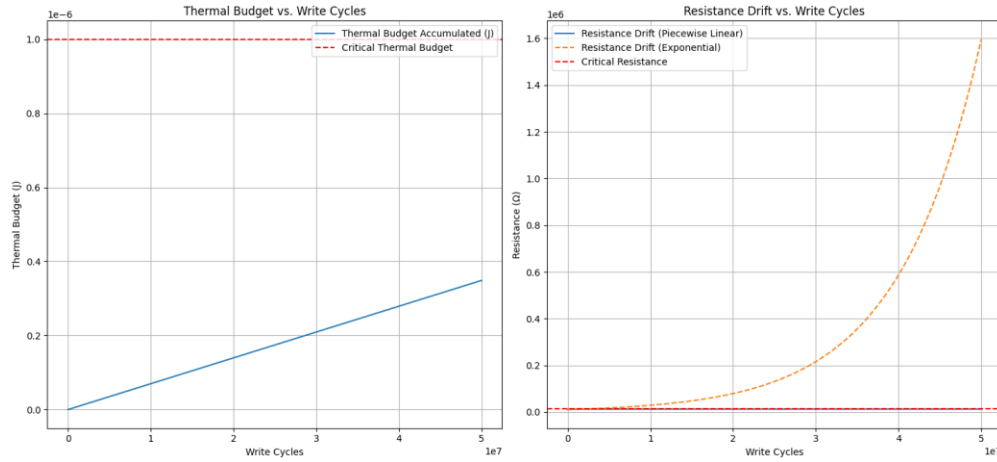 Thermal Budget vs. Write Cycles
1e-6
Thermal Budget Accumulated (J)
Critical Thermal Budget
1.0
0.8
0.6
0.4
0.2
0.0
Thermal Budget (J)
0 1 2 3 4 5
1e7
Write Cycles
Resistance Drift vs. Write Cycles
1e6
Resistance Drift (Piecewise Linear)
Resistance Drift (Exponential)
Critical Resistance
1.6
1.4
1.2
1.0
0.8
0.6
0.4
0.2
0.0
Resistance (Ω)
0 1 2 3 4 5
Write Cycles